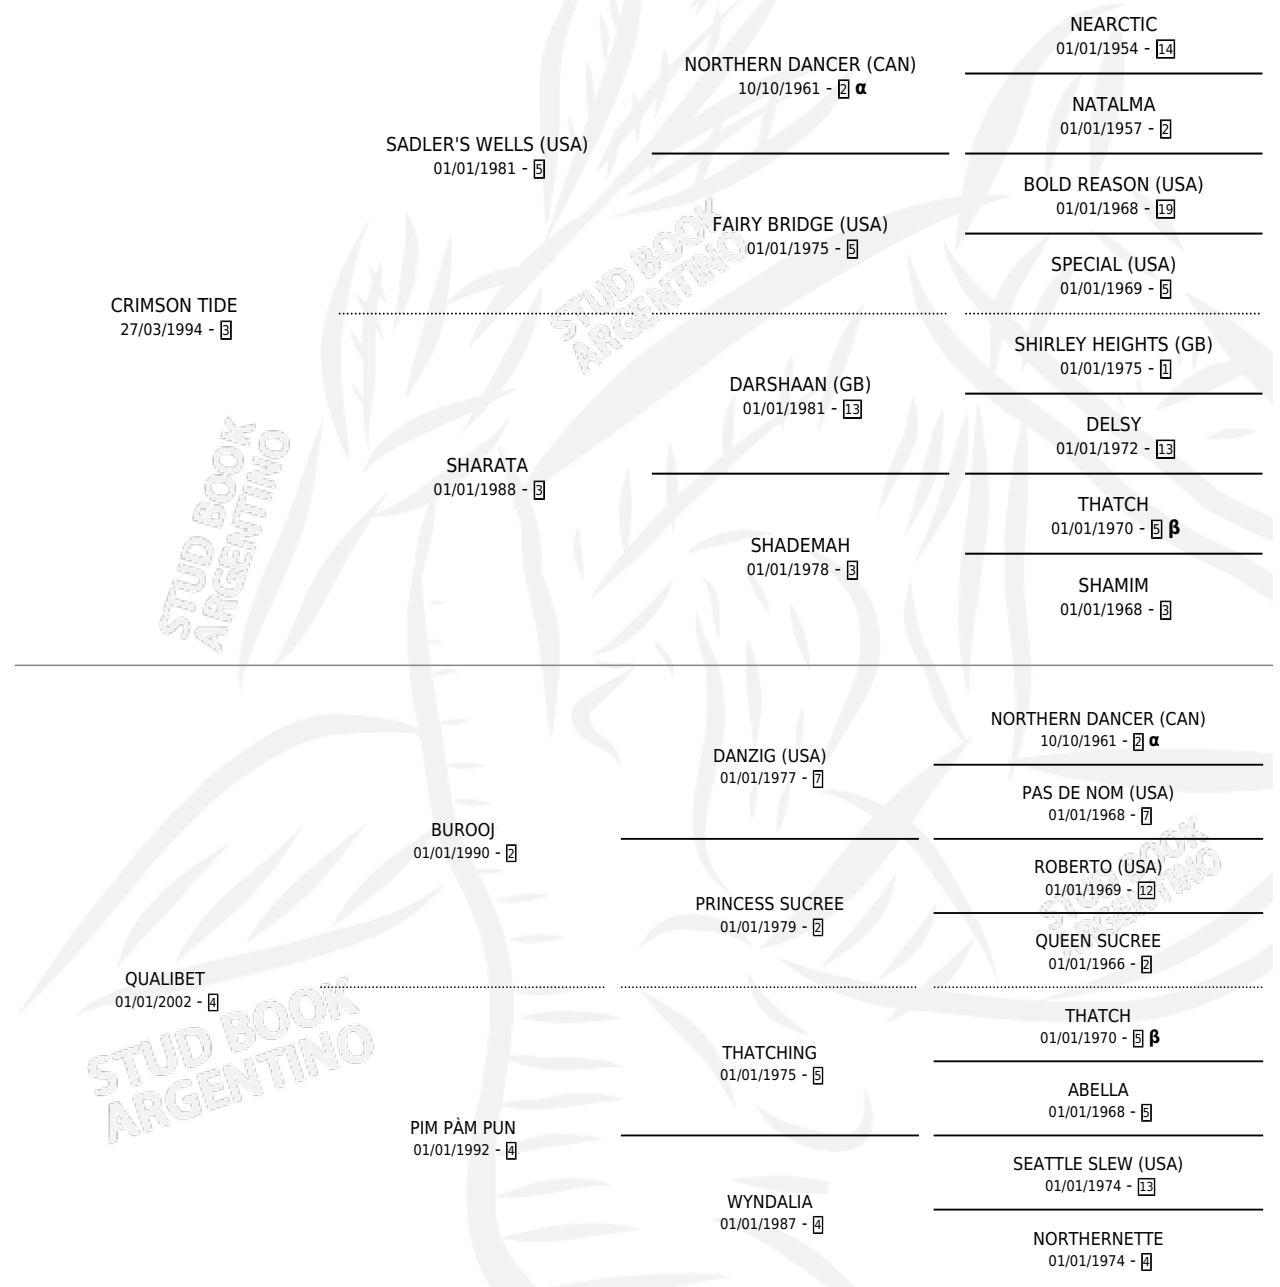 NEARCTIC
01/01/1954 - 14
NORTHERN DANCER (CAN)
10/10/1961 - 2 α
NATALMA
01/01/1957 - 2
SADLER'S WELLS (USA)
01/01/1981 - 5
BOLD REASON (USA)
01/01/1968 - 19
FAIRY BRIDGE (USA)
01/01/1975 - 5
SPECIAL (USA)
01/01/1969 - 5
STUD BOOK
ARGENTINO
CRIMSON TIDE
27/03/1994 - 3
SHIRLEY HEIGHTS (GB)
01/01/1975 - 1
DARSHAAN (GB)
01/01/1981 - 13
DELSY
01/01/1972 - 13
SHARATA
01/01/1988 - 3
THATCH
01/01/1970 - 5 β
SHADEMAH
01/01/1978 - 3
SHAMIM
01/01/1968 - 3
STUD BOOK
ARGENTINO
NORTHERN DANCER (CAN)
10/10/1961 - 2 α
DANZIG (USA)
01/01/1977 - 7
PAS DE NOM (USA)
01/01/1968 - 7
BUROOJ
01/01/1990 - 2
ROBERTO (USA)
01/01/1969 - 12
PRINCESS SUCREE
01/01/1979 - 2
QUEEN SUCREE
01/01/1966 - 2
STUD BOOK
ARGENTINO
QUALIBET
01/01/2002 - 4
THATCH
01/01/1970 - 5 β
THATCHING
01/01/1975 - 5
ABELLA
01/01/1968 - 5
STUD BOOK
ARGENTINO
PIM PÀM PUN
01/01/1992 - 4
SEATTLE SLEW (USA)
01/01/1974 - 13
WYNDALIA
01/01/1987 - 4
NORTHERNETTE
01/01/1974 - 4